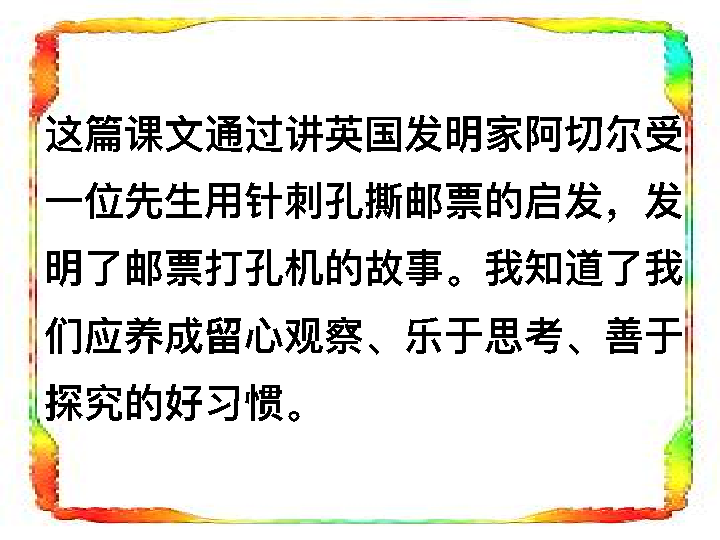 这篇课文通过讲英国发明家阿切尔受
一位先生用针刺孔撕邮票的启发，发
明了邮票打孔机的故事。我知道了我
们应养成留心观察、乐于思考、善于
探究的好习惯。